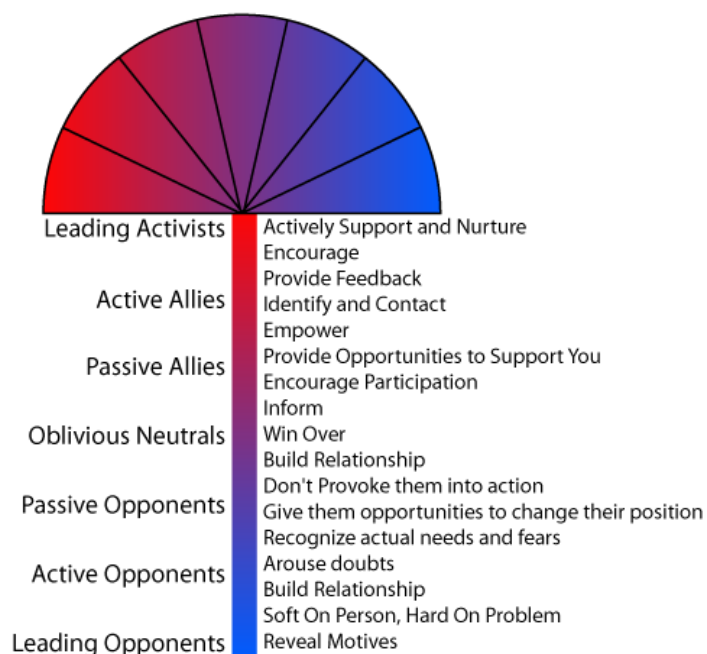 Leading Activists
Active Allies
Passive Allies
Oblivious Neutrals
Passive Opponents
Active Opponents
Leading Opponents
Actively Support and Nurture
Encourage
Provide Feedback
Identify and Contact
Empower
Provide Opportunities to Support You
Encourage Participation
Inform
Win Over
Build Relationship
Don't Provoke them into action
Give them opportunities to change their position
Recognize actual needs and fears
Arouse doubts
Build Relationship
Soft On Person, Hard On Problem
Reveal Motives